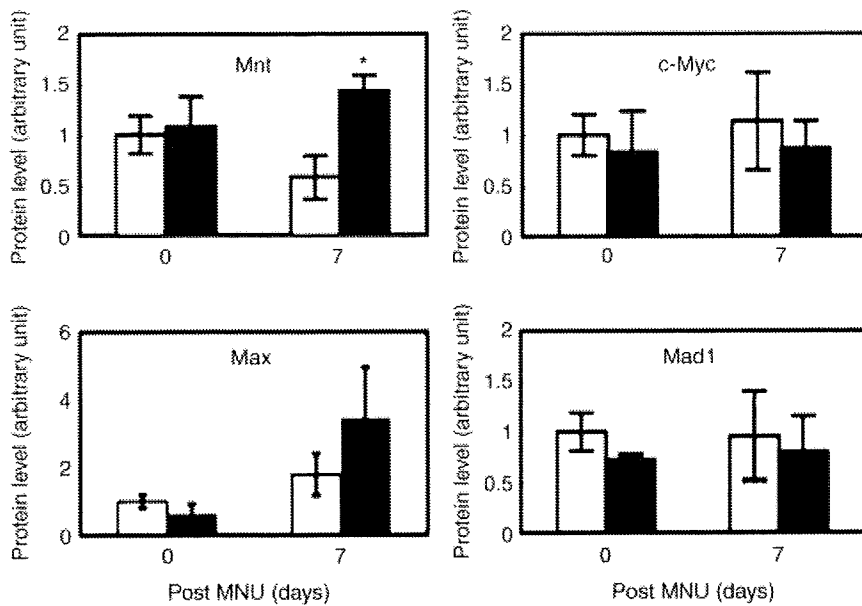 Protein level (arbitrary unit)
2
1.5
1
0.5
0
Mnt
*
0
7
Protein level (arbitrary unit)
2
1.5
1
0.5
0
c-Myc
0
7
Protein level (arbitrary unit)
6
4
2
0
Max
0
7
Post MNU (days)
Protein level (arbitrary unit)
2
1.5
1
0.5
0
Mad1
0
7
Post MNU (days)